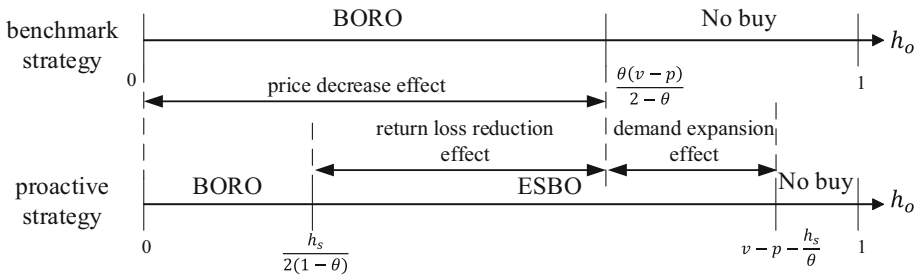 BORO No buy
benchmark strategy
h_o
0
θ(v − p) / 2 − θ
1
price decrease effect
return loss reduction effect
demand expansion effect
proactive strategy
BORO ESBO No buy
h_o
0
h_s / 2(1 − θ)
v − p − h_s / θ
1